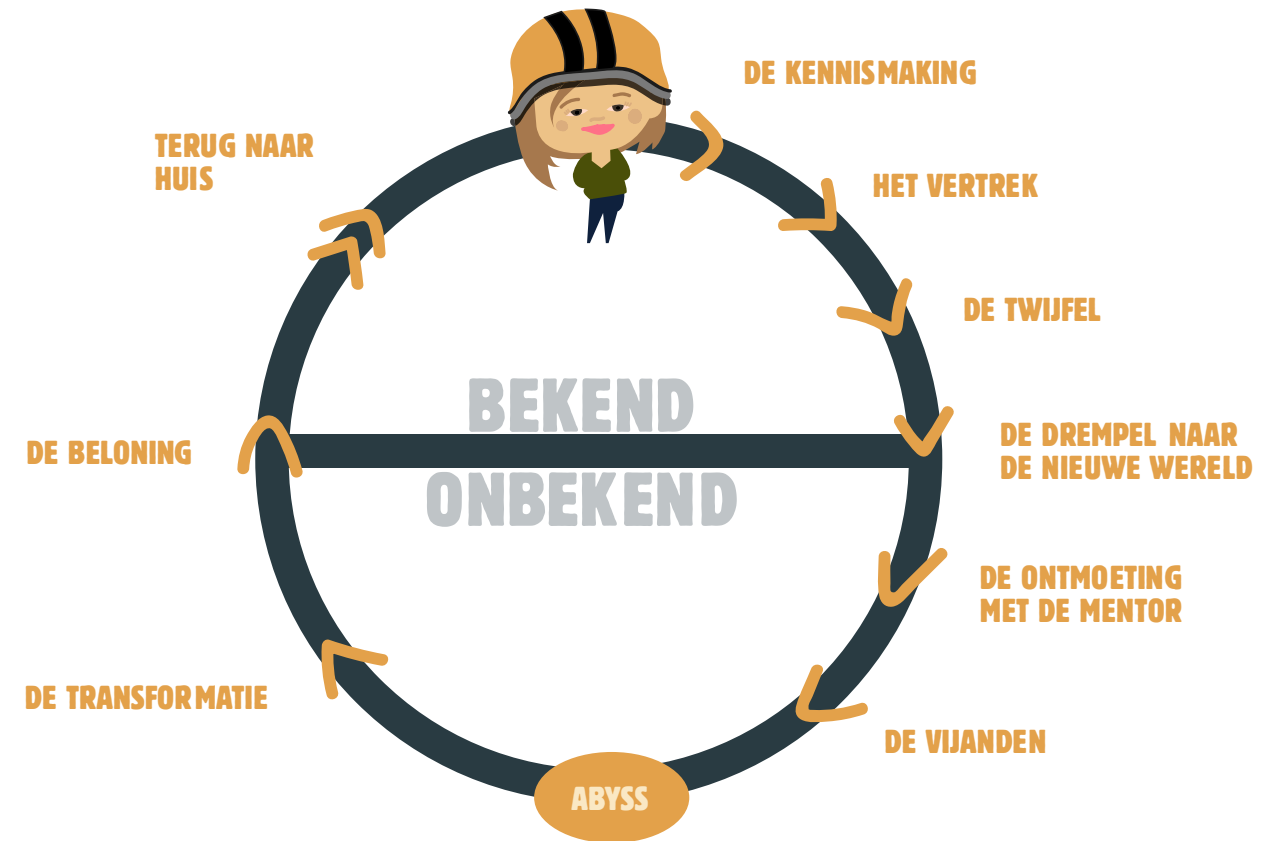 DE KENNISMAKING
HET VERTREK
DE TWIJFEL
DE DREMPEL NAAR
DE NIEUWE WERELD
DE ONTMOETING
MET DE MENTOR
DE VIJANDEN
ABYSS
DE TRANSFORMATIE
DE BELONING
TERUG NAAR
HUIS
BEKEND
ONBEKEND